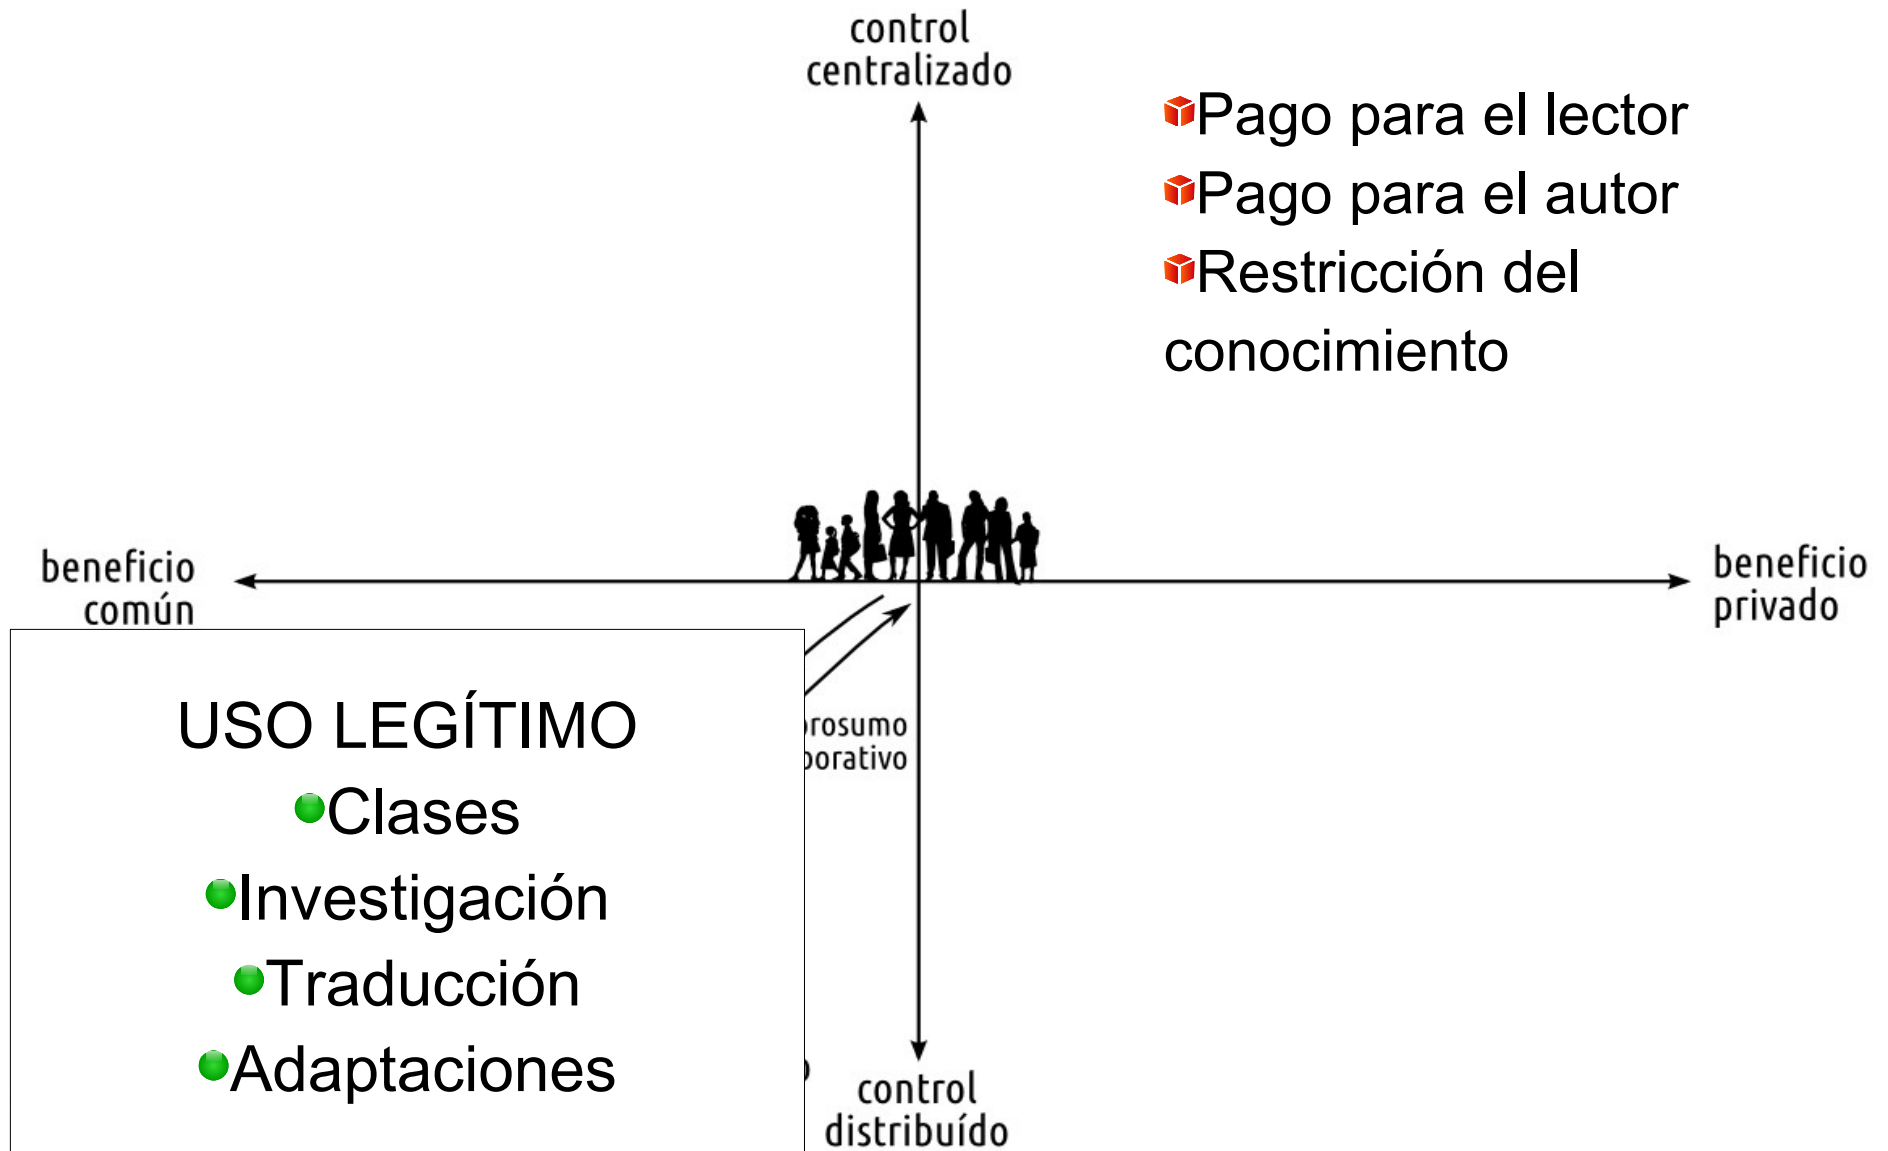 control
centralizado
Pago para el lector
Pago para el autor
Restricción del
conocimiento
beneficio
común
beneficio
privado
USO LEGÍTIMO
Clases
Investigación
Traducción
Adaptaciones
control
distribuído